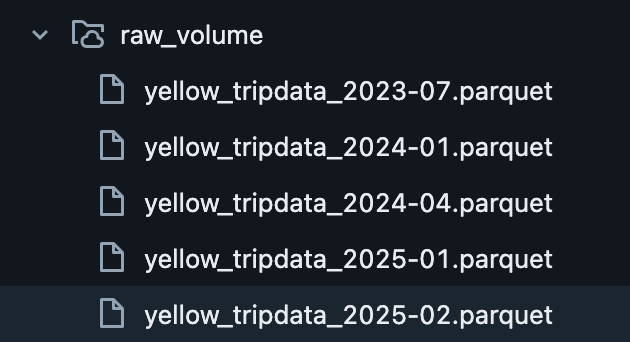 raw_volume
yellow_tripdata_2023-07.parquet
yellow_tripdata_2024-01.parquet
yellow_tripdata_2024-04.parquet
yellow_tripdata_2025-01.parquet
yellow_tripdata_2025-02.parquet